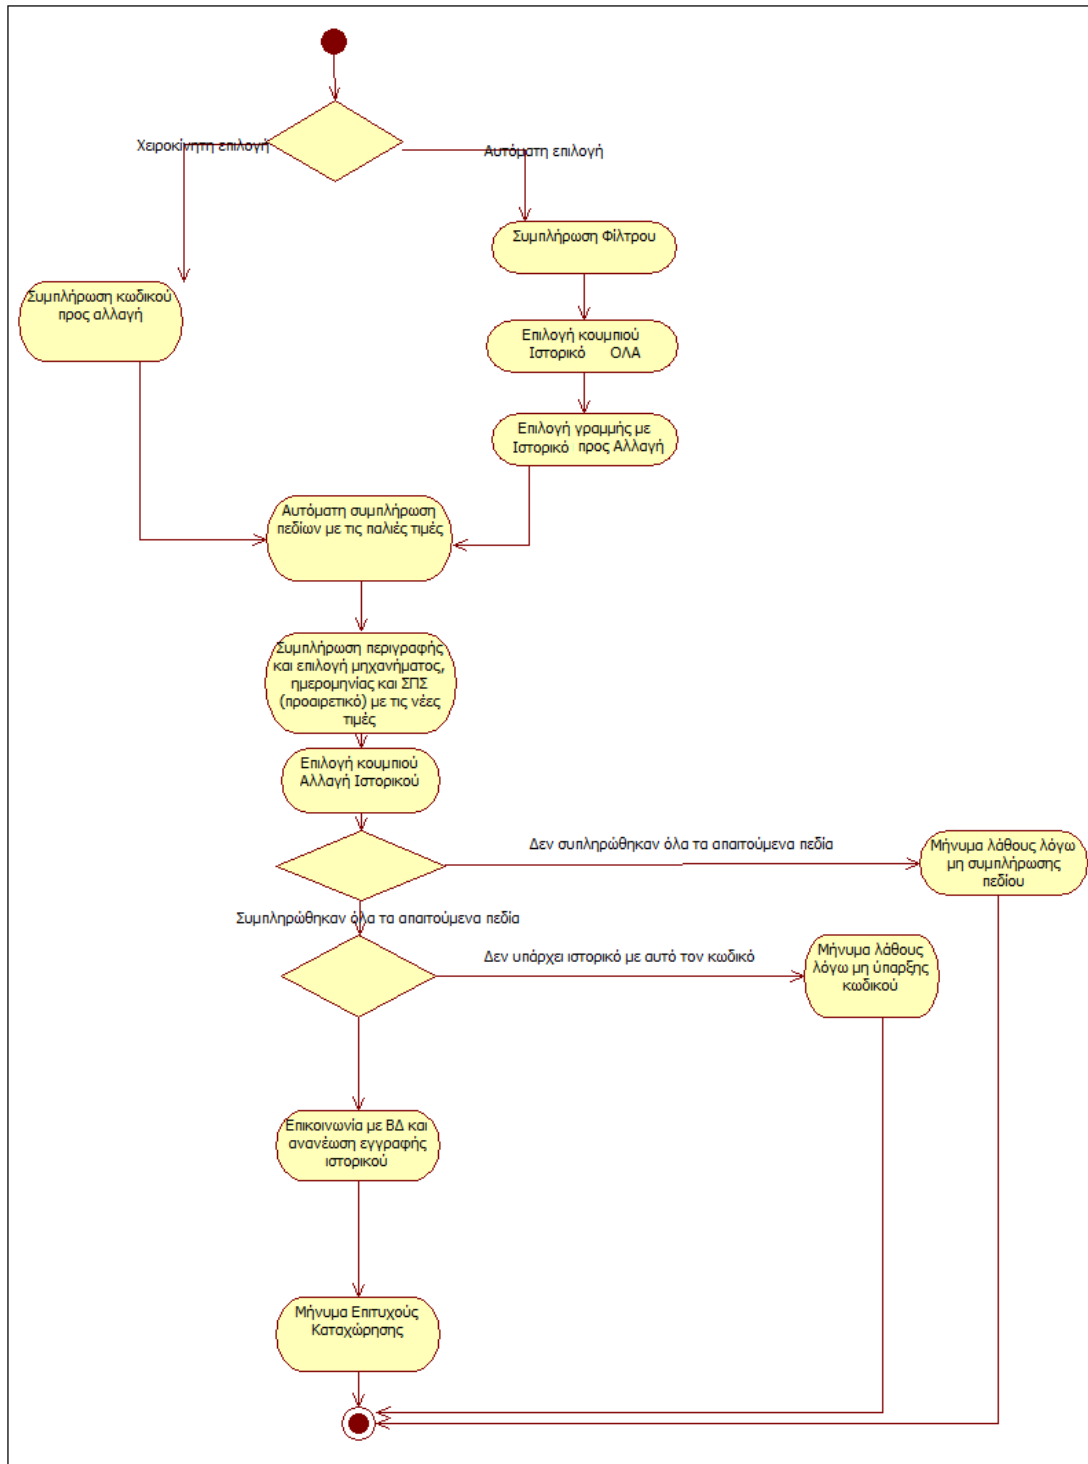 Χειροκίνητη επιλογή
Αυτόματη επιλογή
Συμπλήρωση Φίλτρου
Συμπλήρωση κωδικού
προς αλλαγή
Επιλογή κουμπιού
Ιστορικό ΟΛΑ
Επιλογή γραμμής με
Ιστορικό προς Αλλαγή
Αυτόματη συμπλήρωση
πεδίων με τις παλιές τιμές
Συμπλήρωση περιγραφής
και επιλογή μηχανήματος,
ημερομηνίας και ΣΠΣ
(προαιρετικό) με τις νέες
τιμές
Επιλογή κουμπιού
Αλλαγή Ιστορικού
Δεν συπληρώθηκαν όλα τα απαιτούμενα πεδία
Μήνυμα λάθους λόγω
μη συμπλήρωσης
πεδίου
Συμπληρώθηκαν όλα τα απαιτούμενα πεδία
Δεν υπάρχει ιστορικό με αυτό τον κωδικό
Μήνυμα λάθους
λόγω μη ύπαρξης
κωδικού
Επικοινωνία με ΒΔ και
ανανέωση εγγραφής
ιστορικού
Μήνυμα Επιτυχούς
Καταχώρησης